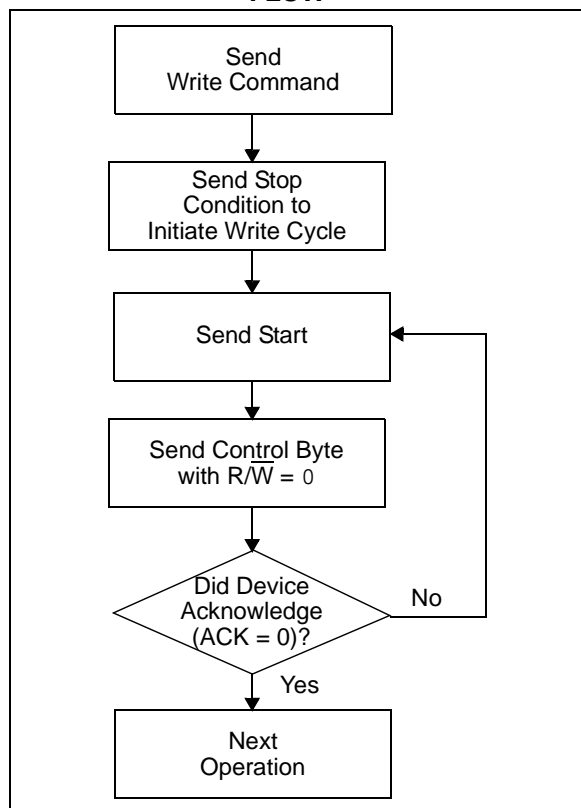 Send
Write Command
Send Stop
Condition to
Initiate Write Cycle
Send Start
Send Control Byte
with R/W̅ = 0
Did Device
Acknowledge
(ACK = 0)?
No
Yes
Next
Operation